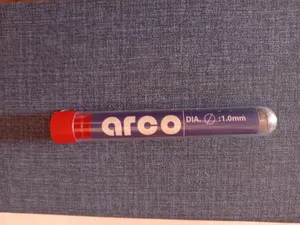 arco DIA. ∅ :1.0mm